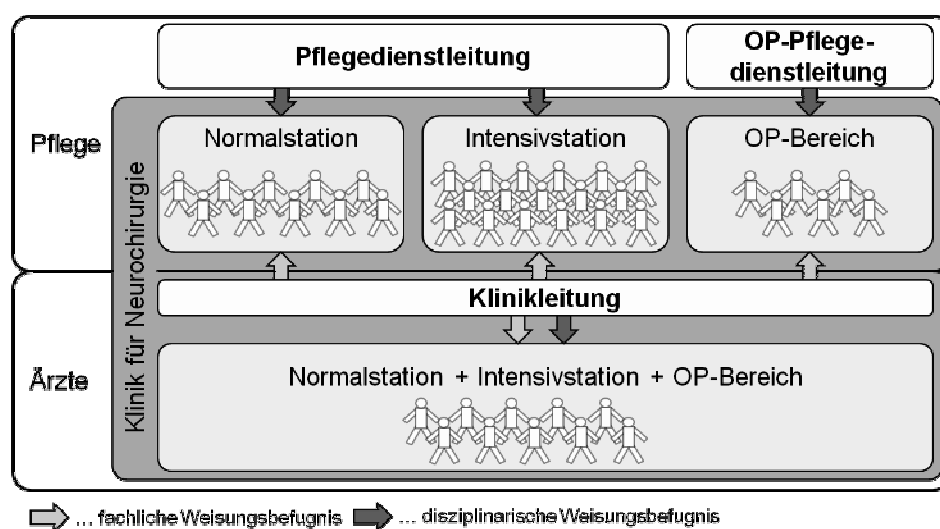 Pflegedienstleitung
OP-Pflege-
dienstleitung
Pflege
Klinik für Neurochirurgie
Normalstation
Intensivstation
OP-Bereich
Klinikleitung
Ärzte
Normalstation + Intensivstation + OP-Bereich
... fachliche Weisungsbefugnis
... disziplinarische Weisungsbefugnis